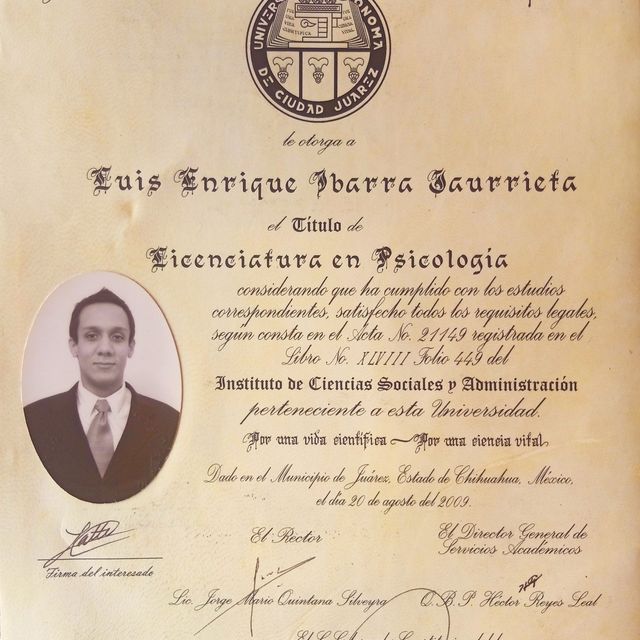 UNIVERSIDAD AUTONOMA
DE CIUDAD JUAREZ
le otorga a
Luis Enrique Ibarra Jaurrieta
el Título de
Licenciatura en Psicología
considerando que ha cumplido con los estudios
correspondientes, satisfecho todos los requisitos legales,
según consta en el Acta No. 21149 registrada en el
Libro No. XLVIII Folio 449 del
Instituto de Ciencias Sociales y Administración
perteneciente a esta Universidad.
Por una vida científica — Por una ciencia vital
Dado en el Municipio de Juárez, Estado de Chihuahua, México,
el día 20 de agosto del 2009.
El Rector
El Director General de
Servicios Académicos
Firma del interesado
Lic. Jorge Mario Quintana Silveyra
Q. B. P. Héctor Reyes Leal